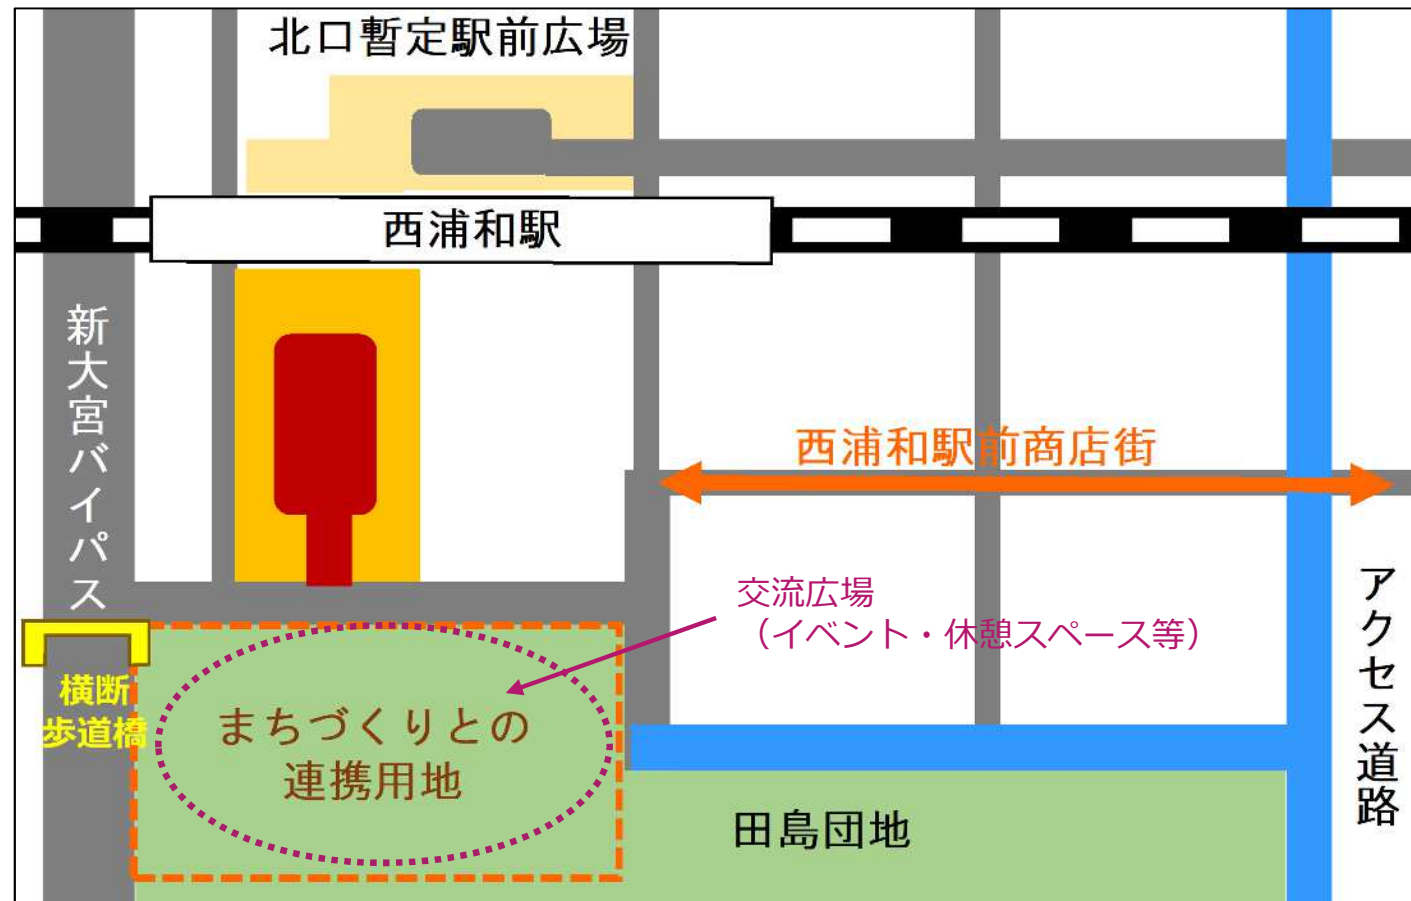 北口暫定駅前広場
西浦和駅
新大宮バイパス
西浦和駅前商店街
交流広場
（イベント・休憩スペース等）
アクセス道路
横断
歩道橋
まちづくりとの
連携用地
田島団地